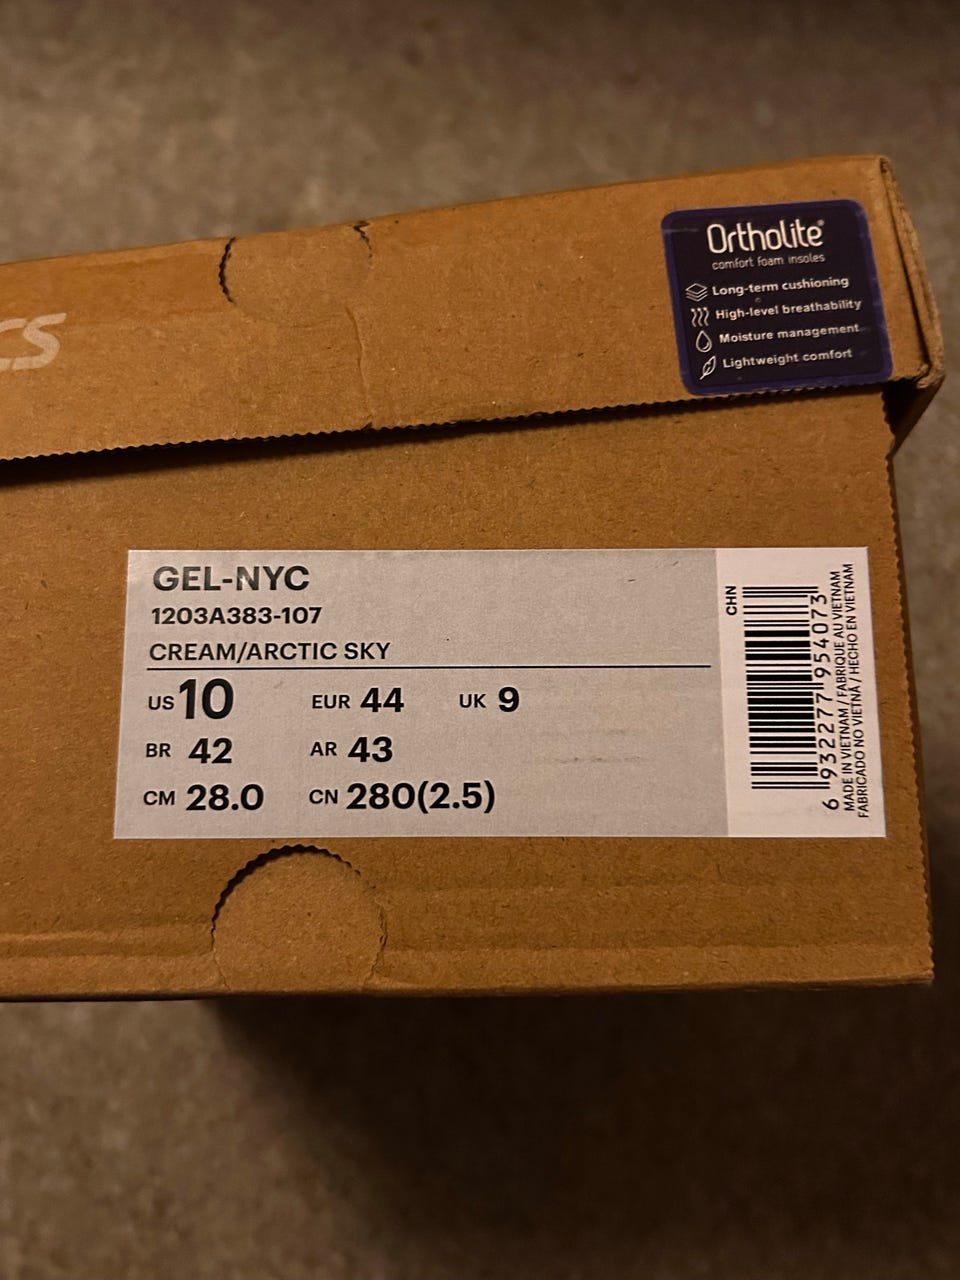 Ortholite®
comfort foam insoles
Long-term cushioning
High-level breathability
Moisture management
Lightweight comfort
CS
GEL-NYC
1203A383-107
CREAM/ARCTIC SKY
US 10 EUR 44 UK 9
BR 42 AR 43
CM 28.0 CN 280(2.5)
CHN
6 932277 954073
MADE IN VIETNAM / FABRIQUE AU VIETNAM
FABRICADO NO VIETNÃ / HECHO EN VIETNAM